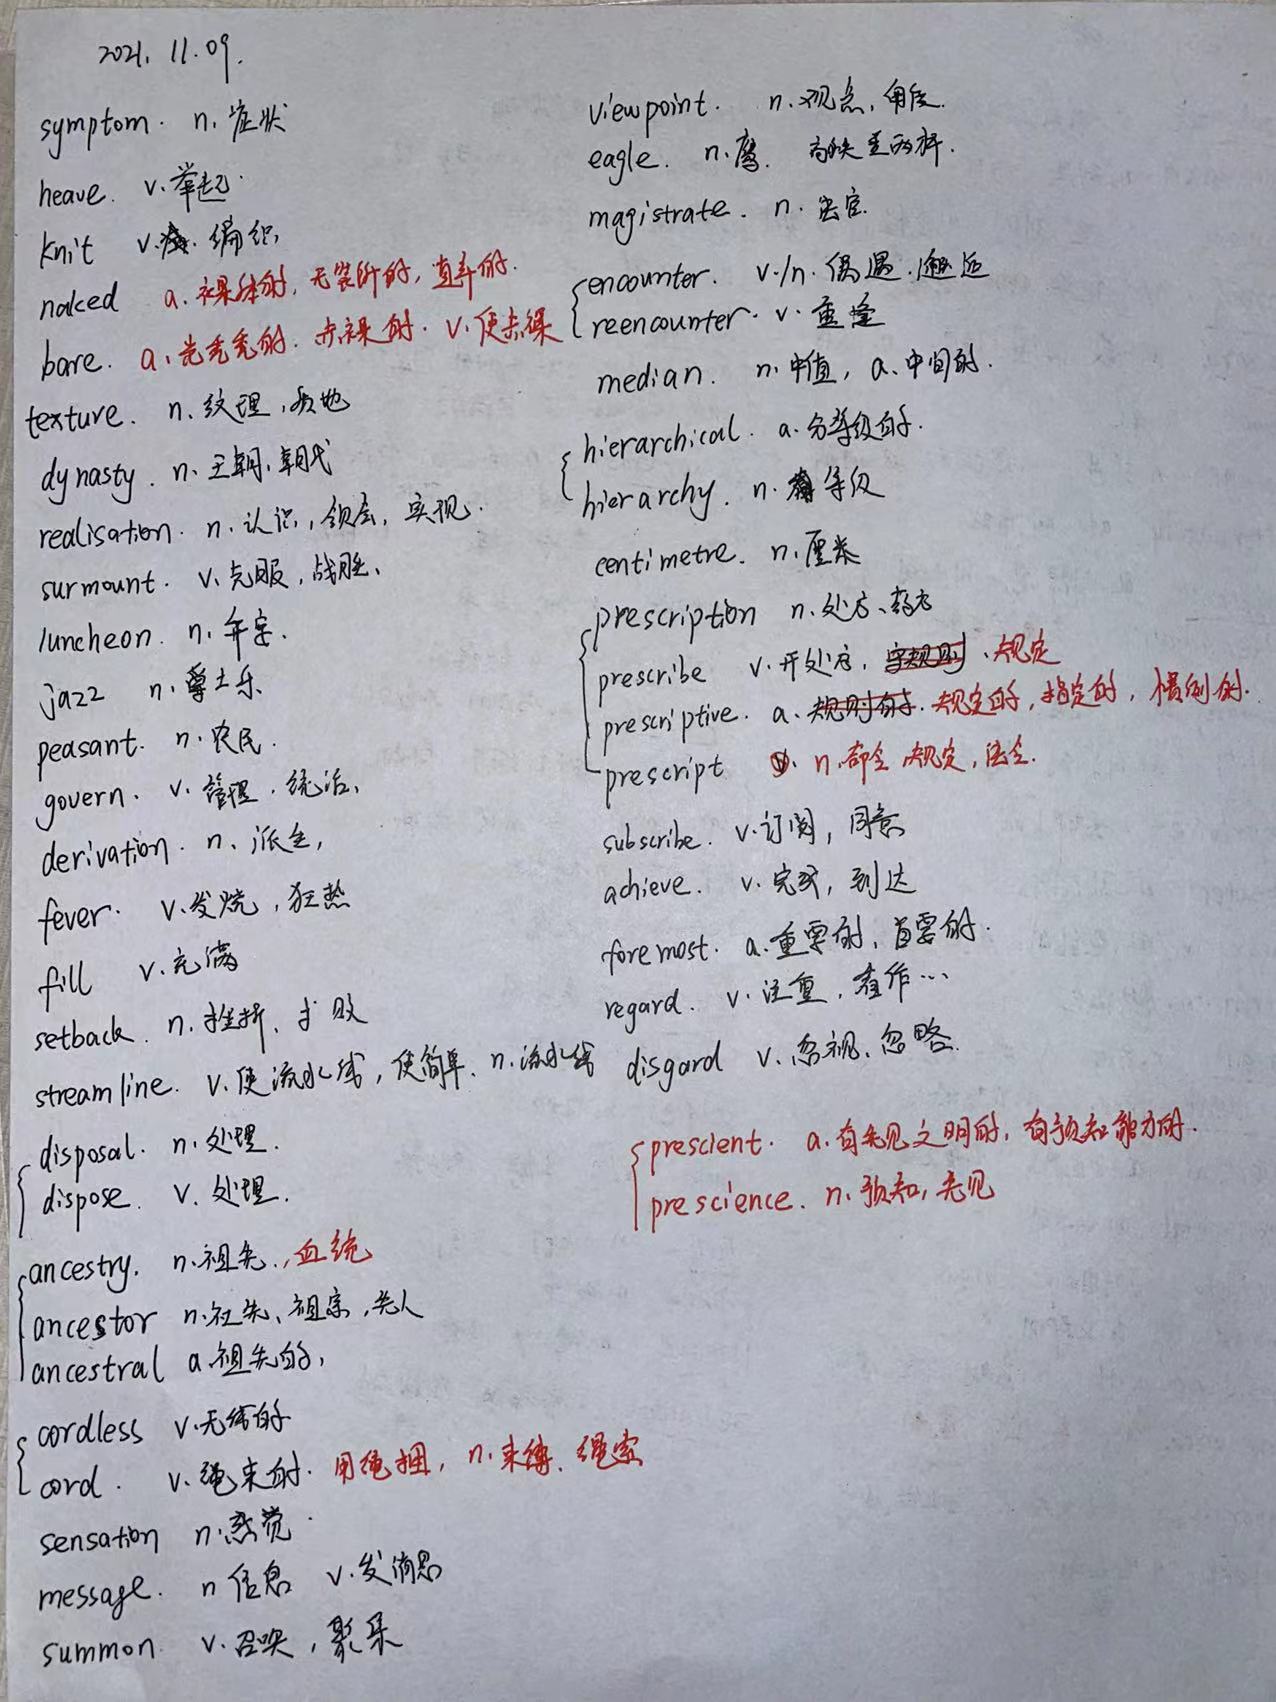 2021. 11. 09.
symptom. n. 症状
heave. v. 举起.
knit v. 编织,
naked a. 裸体的, 无装饰的, 直弄的.
bare. a. 光秃秃的. 赤裸的. v. 使赤裸
texture. n. 纹理, 质地
dynasty. n. 王朝, 朝代
realisation. n. 认识, 领会, 实现.
surmount. v. 克服, 战胜,
luncheon. n. 午宴.
jazz n. 爵士乐
peasant. n. 农民.
govern. v. 管理. 统治,
derivation. n. 派生,
fever. v. 发烧, 狂热
fill v. 充满
setback. n. 挫折、扌败
streamline. v. 使流水线, 使简单、n. 流水线
disposal. n. 处理.
dispose. v. 处理.
ancestry. n. 祖先, 血统
ancestor n. 祖先、祖宗, 先人
ancestral a. 祖先的,
cordless v. 无绳的
cord. v. 绳束的. 用绳捆, n. 束缚、绳索
sensation n. 感觉.
message. n 信息 v. 发消息
summon. v. 召唤, 聚集
viewpoint. n. 观点, 角度.
eagle. n. 鹰.
magistrate. n. 法官.
encounter. v./n. 偶遇. 邂逅
reencounter. v. 重逢
median. n. 中值, a. 中间的.
hierarchical. a. 分等级的.
hierarchy. n. 等级
centimetre. n. 厘米
prescription n. 处方、药方
prescribe v. 开处方, 守规则、规定
prescriptive. a. 规则的. 规定的, 指定的, 惯例的.
prescript n. 命令, 规定, 法令.
subscribe. v. 订阅, 同意
achieve. v. 完成, 到达
foremost. a. 重要的, 首要的.
regard. v. 注重, 看作…
disgard v. 忽视、忽略.
prescient. a. 有先见之明的, 有预知能力的.
prescience. n. 预知, 先见